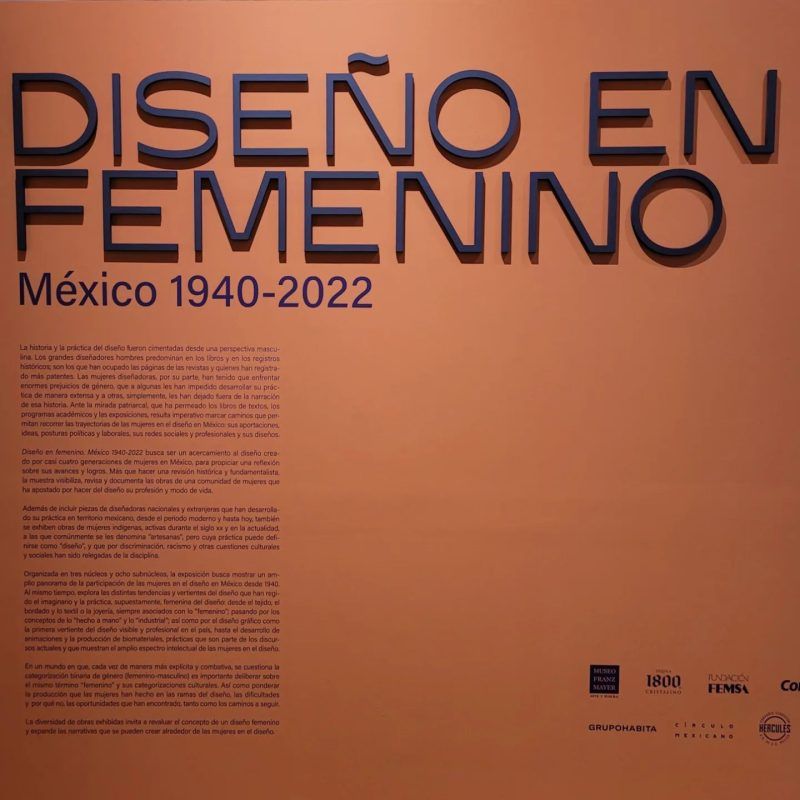 DISEÑO EN
FEMENINO
México 1940-2022
La historia y la práctica del diseño fueron cimentadas desde una perspectiva mascu-
lina. Los grandes diseñadores hombres predominan en los libros y en los registros
históricos; son los que han ocupado las páginas de las revistas y quienes han registra-
do más patentes. Las mujeres diseñadoras, por su parte, han tenido que enfrentar
enormes prejuicios de género, que a algunas les han impedido desarrollar su prác-
tica de manera extensa y a otras, simplemente, les han dejado fuera de la narración
de esa historia. Ante la mirada patriarcal, que ha permeado los libros de textos, los
programas académicos y las exposiciones, resulta imperativo marcar caminos que per-
mitan recorrer las trayectorias de las mujeres en el diseño en México: sus aportaciones,
ideas, posturas políticas y laborales, sus redes sociales y profesionales y sus diseños.
Diseño en femenino. México 1940-2022 busca ser un acercamiento al diseño crea-
do por casi cuatro generaciones de mujeres en México, para propiciar una reflexión
sobre sus avances y logros. Más que hacer una revisión histórica y fundamentalista,
la muestra visibiliza, revisa y documenta las obras de una comunidad de mujeres que
ha apostado por hacer del diseño su profesión y modo de vida.
Además de incluir piezas de diseñadoras nacionales y extranjeras que han desarrolla-
do su práctica en territorio mexicano, desde el periodo moderno y hasta hoy, también
se exhiben obras de mujeres indígenas, activas durante el siglo XX y en la actualidad,
a las que comúnmente se les denomina "artesanas", pero cuya práctica puede defi-
nirse como "diseño", y que por discriminación, racismo y otras cuestiones culturales
y sociales han sido relegadas de la disciplina.
Organizada en tres núcleos y ocho subnúcleos, la exposición busca mostrar un am-
plio panorama de la participación de las mujeres en el diseño en México desde 1940.
Al mismo tiempo, explora las distintas tendencias y vertientes del diseño que han regi-
do el imaginario y la práctica, supuestamente, femenina del diseño: desde el tejido, el
bordado y lo textil o la joyería, siempre asociados con lo "femenino"; pasando por los
conceptos de lo "hecho a mano" y lo "industrial"; así como por el diseño gráfico como
la primera vertiente del diseño visible y profesional en el país, hasta el desarrollo de
animaciones y la producción de biomateriales, prácticas que son parte de los discur-
sos actuales y que muestran el amplio espectro intelectual de las mujeres en el diseño.
En un mundo en que, cada vez de manera más explícita y combativa, se cuestiona la
categorización binaria de género (femenino-masculino) es importante deliberar sobre
el mismo término "femenino" y sus categorizaciones culturales. Así como ponderar
la producción que las mujeres han hecho en las ramas del diseño, las dificultades
y por qué no, las oportunidades que han encontrado, tanto como los caminos a seguir.
La diversidad de obras exhibidas invita a revaluar el concepto de un diseño femenino
y expande las narrativas que se pueden crear alrededor de las mujeres en el diseño.
MUSEO
FRANZ
MAYER
1800
CRISTALINO
FUNDACIÓN
FEMSA
GRUPOHABITA
CÍRCULO
MEXICANO
HÉRCULES